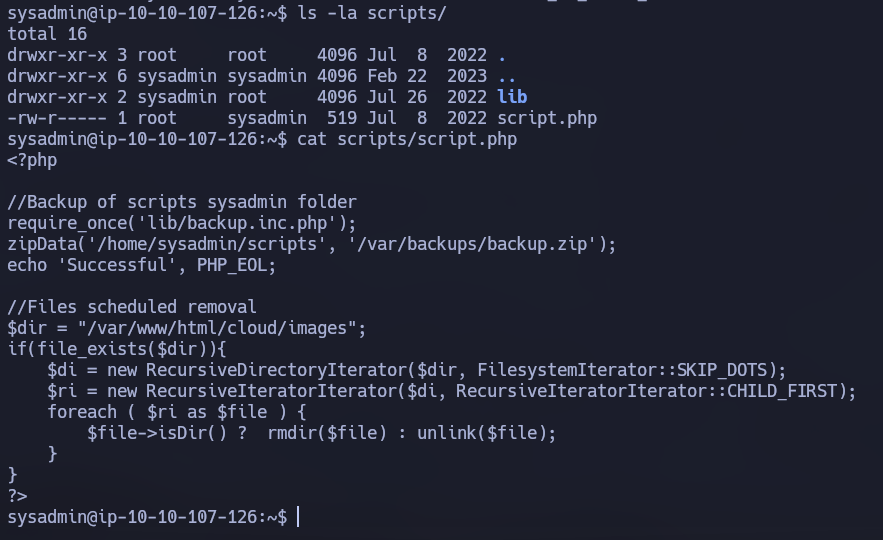 sysadmin@ip-10-10-107-126:~$ ls -la scripts/
total 16
drwxr-xr-x 3 root     root     4096 Jul  8  2022 .
drwxr-xr-x 6 sysadmin sysadmin 4096 Feb 22  2023 ..
drwxr-xr-x 2 sysadmin root     4096 Jul 26  2022 lib
-rw-r----- 1 root     sysadmin  519 Jul  8  2022 script.php
sysadmin@ip-10-10-107-126:~$ cat scripts/script.php
<?php

//Backup of scripts sysadmin folder
require_once('lib/backup.inc.php');
zipData('/home/sysadmin/scripts', '/var/backups/backup.zip');
echo 'Successful', PHP_EOL;

//Files scheduled removal
$dir = "/var/www/html/cloud/images";
if(file_exists($dir)){
    $di = new RecursiveDirectoryIterator($dir, FilesystemIterator::SKIP_DOTS);
    $ri = new RecursiveIteratorIterator($di, RecursiveIteratorIterator::CHILD_FIRST);
    foreach ( $ri as $file ) {
        $file->isDir() ?  rmdir($file) : unlink($file);
    }
}
?>
sysadmin@ip-10-10-107-126:~$